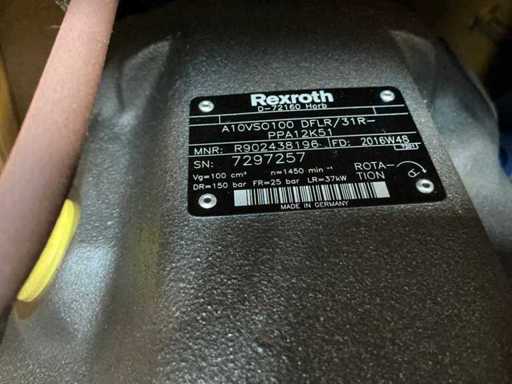 Rexroth
D-72160 Horb
A10VSO100 DFLR/31R-
PPA12K51
MNR: R902438196 FD: 2016W48
SN: 7297257
Vg=100 cm³ n=1450 min⁻¹
DR=150 bar FR=25 bar LR=37kW
ROTA-
TION
MADE IN GERMANY